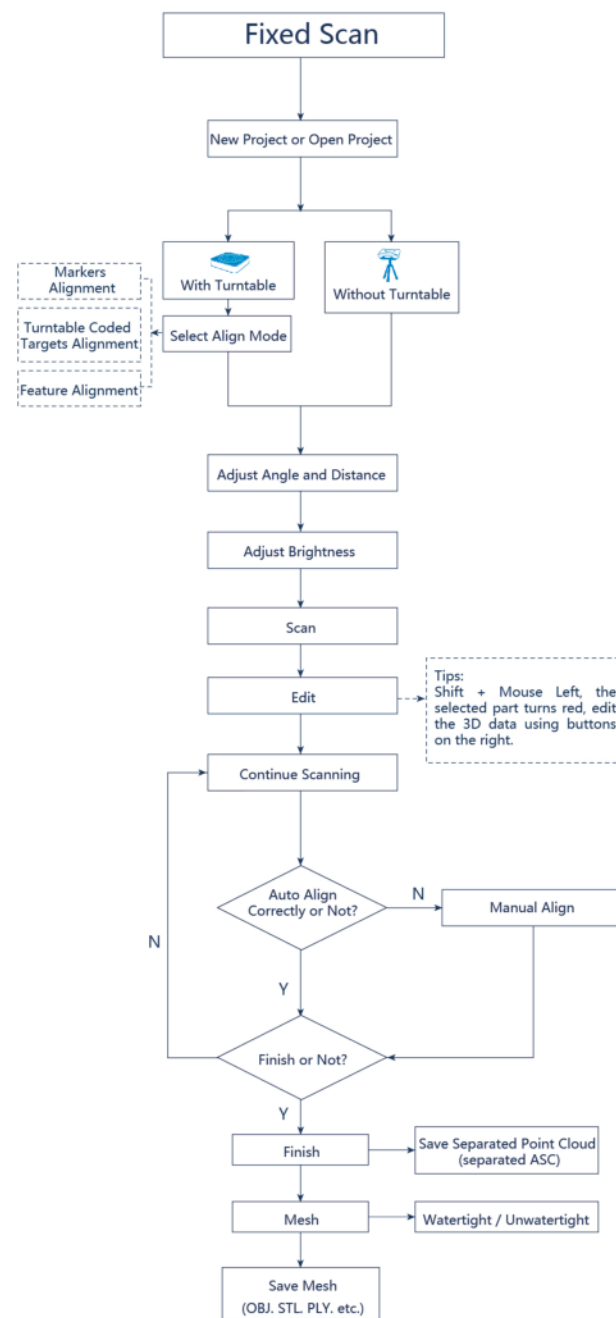 Fixed Scan
New Project or Open Project
With Turntable
Without Turntable
Markers
Alignment
Turntable Coded
Targets Alignment
Feature Alignment
Select Align Mode
Adjust Angle and Distance
Adjust Brightness
Scan
Edit
Tips:
Shift + Mouse Left, the
selected part turns red, edit
the 3D data using buttons
on the right.
Continue Scanning
Auto Align
Correctly or Not?
N
Manual Align
N
Y
Finish or Not?
Y
Finish
Save Separated Point Cloud
(separated ASC)
Mesh
Watertight / Unwatertight
Save Mesh
(OBJ. STL. PLY. etc.)